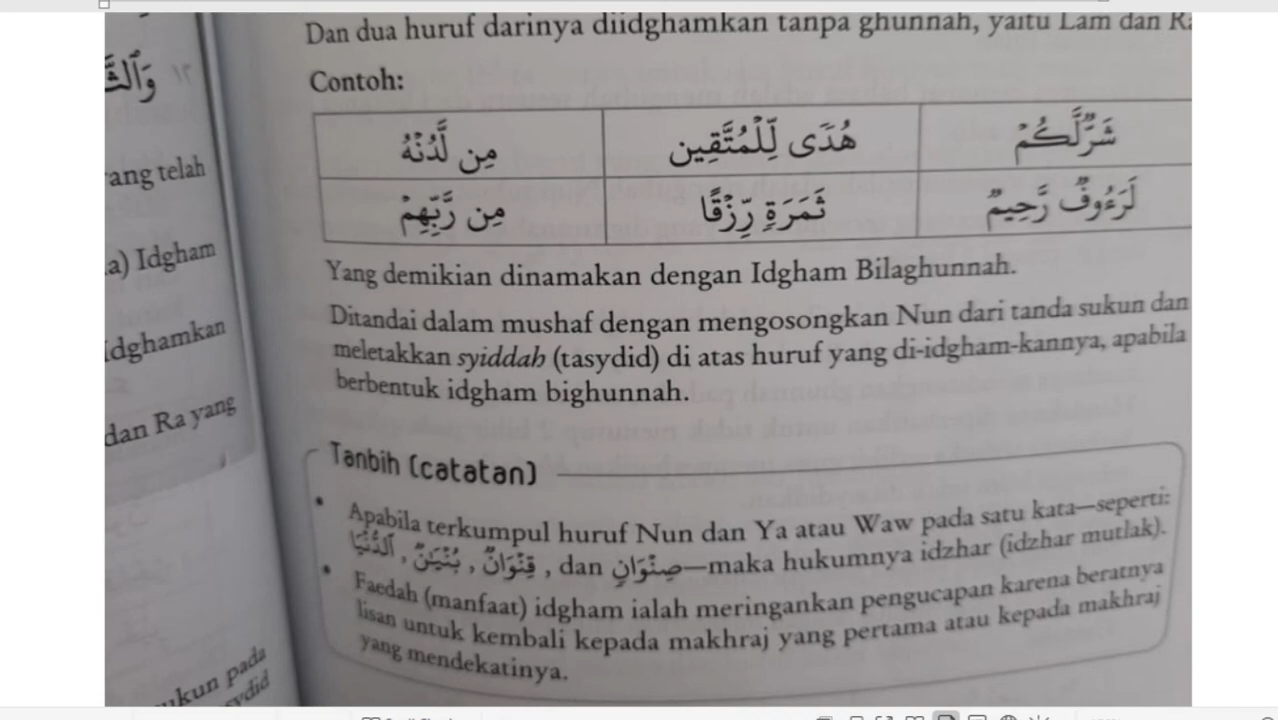 Dan dua huruf darinya diidghamkan tanpa ghunnah, yaitu Lam dan
Contoh:
مِن لَّدُنْهُ هُدًى لِّلْمُتَّقِين شَرٌّ لَّكُمْ
مِن رَّبِّهِمْ ثَمَرَةٍ رِّزْقًا لَرَءُوفٌ رَّحِيمٌ
Yang demikian dinamakan dengan Idgham Bilaghunnah.
Ditandai dalam mushaf dengan mengosongkan Nun dari tanda sukun dan
meletakkan syiddah (tasydid) di atas huruf yang di-idgham-kannya, apabila
berbentuk idgham bighunnah.
Tanbih (catatan)
• Apabila terkumpul huruf Nun dan Ya atau Waw pada satu kata—seperti:
ٱلدُّنْيَا , بُنْيَـٰنٌ , قِنْوَانٌ , dan صِنْوَانٍ—maka hukumnya idzhar (idzhar mutlak).
• Faedah (manfaat) idgham ialah meringankan pengucapan karena beratnya
lisan untuk kembali kepada makhraj yang pertama atau kepada makhraj
yang mendekatinya.
١٢
ang telah
a) Idgham
idghamkan
dan Ra yang
ukun pada
sydid